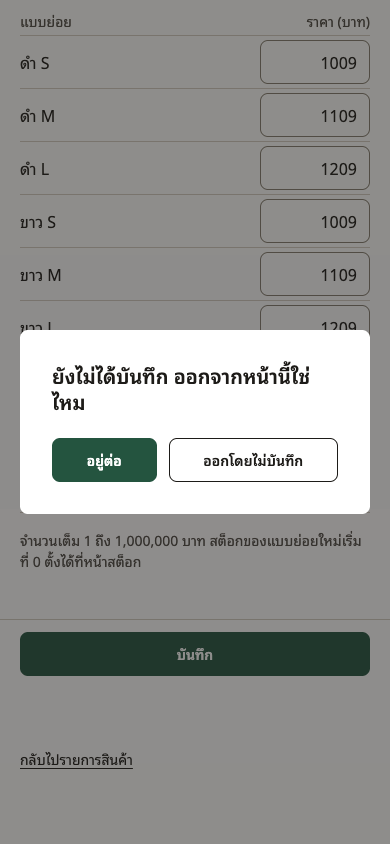 แบบย่อย ราคา (บาท)
ดำ S 1009
ดำ M 1109
ดำ L 1209
ขาว S 1009
ขาว M 1109
ขาว L 1209
ยังไม่ได้บันทึก ออกจากหน้านี้ใช่
ไหม
อยู่ต่อ ออกโดยไม่บันทึก
จำนวนเต็ม 1 ถึง 1,000,000 บาท สต็อกของแบบย่อยใหม่เริ่ม
ที่ 0 ตั้งได้ที่หน้าสต็อก
บันทึก
กลับไปรายการสินค้า